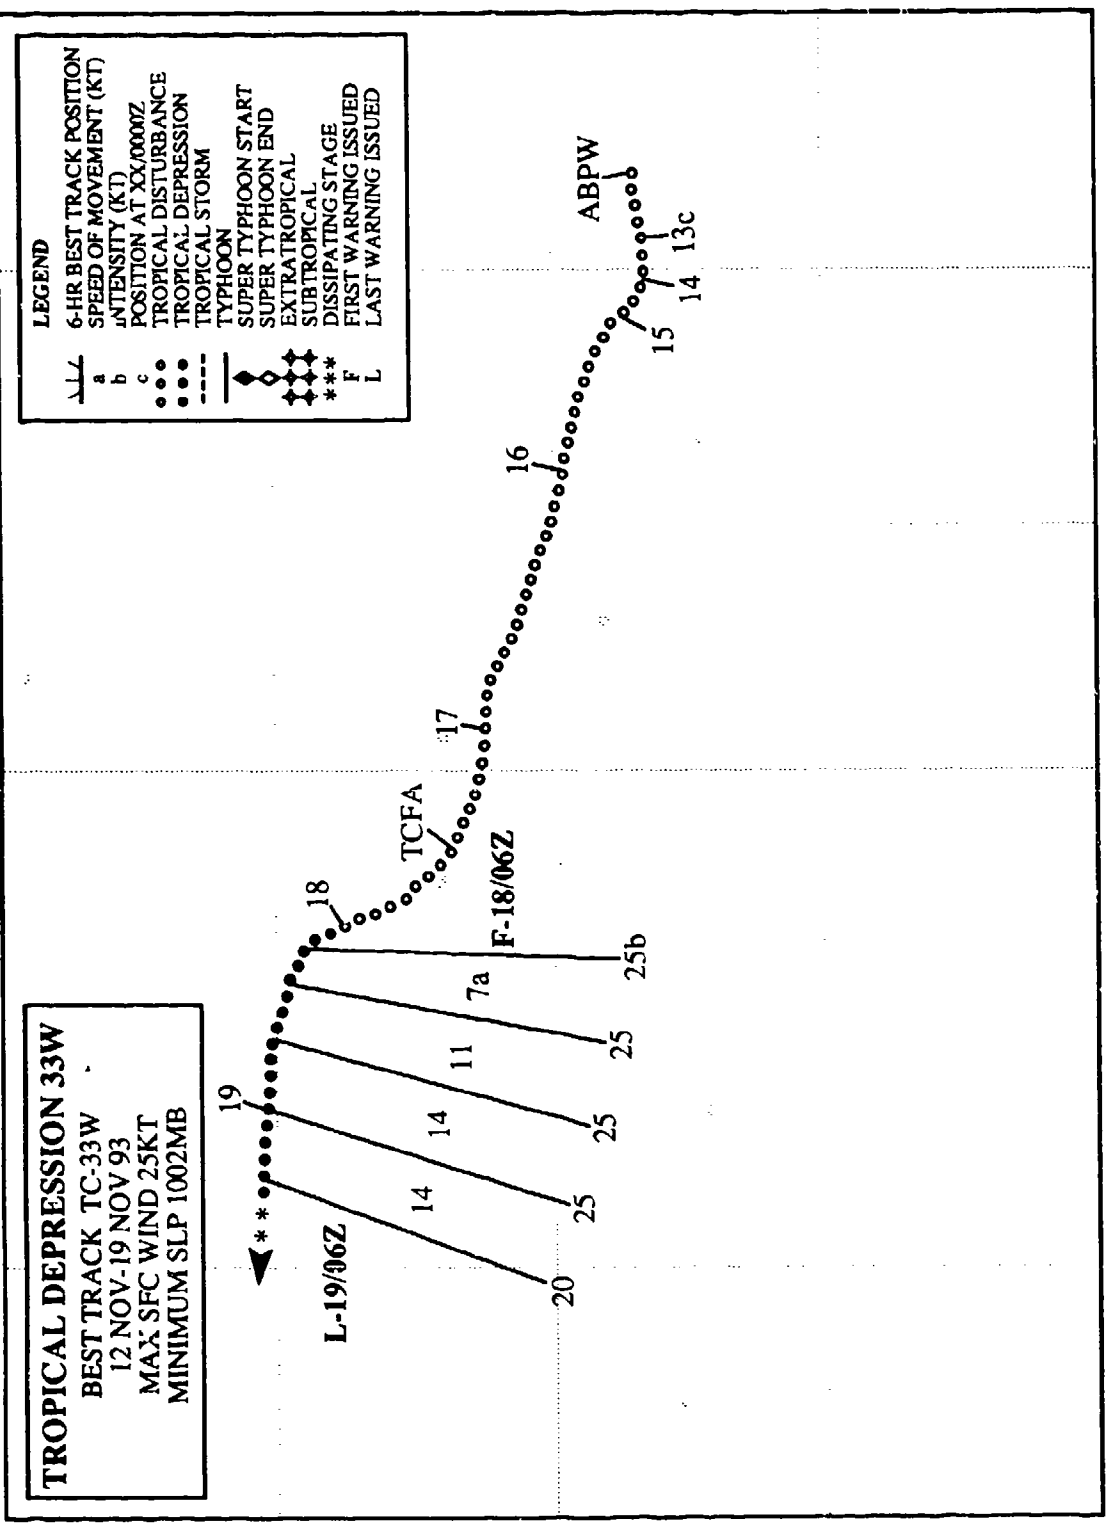 TROPICAL DEPRESSION 33W
BEST TRACK TC-33W
12 NOV-19 NOV 93
MAX SFC WIND 25KT
MINIMUM SLP 1002MB
LEGEND
6-HR BEST TRACK POSITION
a SPEED OF MOVEMENT (KT)
b INTENSITY (KT)
c POSITION AT XX/0000Z
TROPICAL DISTURBANCE
TROPICAL DEPRESSION
TROPICAL STORM
TYPHOON
SUPER TYPHOON START
SUPER TYPHOON END
EXTRATROPICAL
SUBTROPICAL
*** DISSIPATING STAGE
F FIRST WARNING ISSUED
L LAST WARNING ISSUED
19
18
TCFA
17
16
ABPW
15
14
13c
**
L-19/06Z
F-18/06Z
14
14
11
7a
20
25
25
25
25b